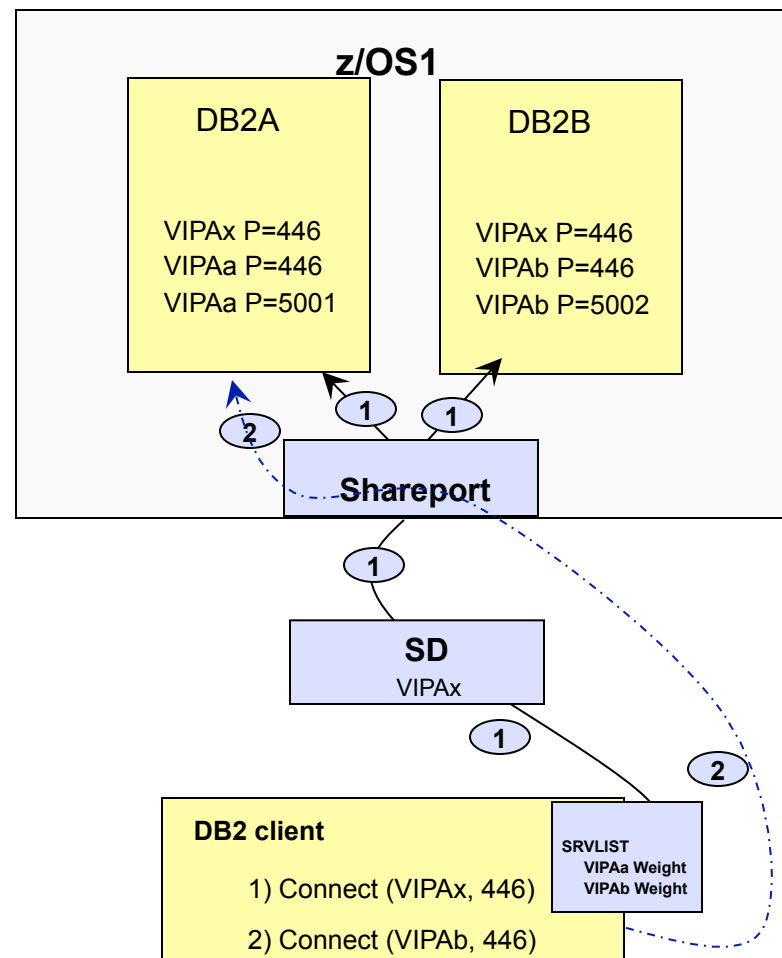 z/OS1
DB2A
DB2B
VIPAx P=446
VIPAa P=446
VIPAa P=5001
VIPAx P=446
VIPAb P=446
VIPAb P=5002
1
1
2
Shareport
1
SD
VIPAx
1
2
DB2 client
SRVLIST
VIPAa Weight
VIPAb Weight
1) Connect (VIPAx, 446)
2) Connect (VIPAb, 446)